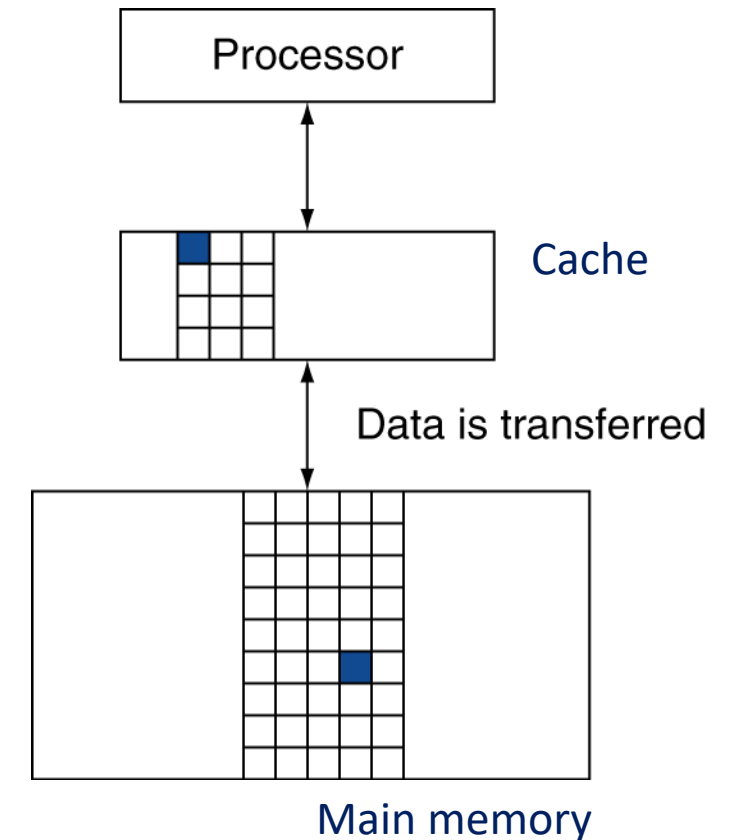 Processor
Cache
Data is transferred
Main memory